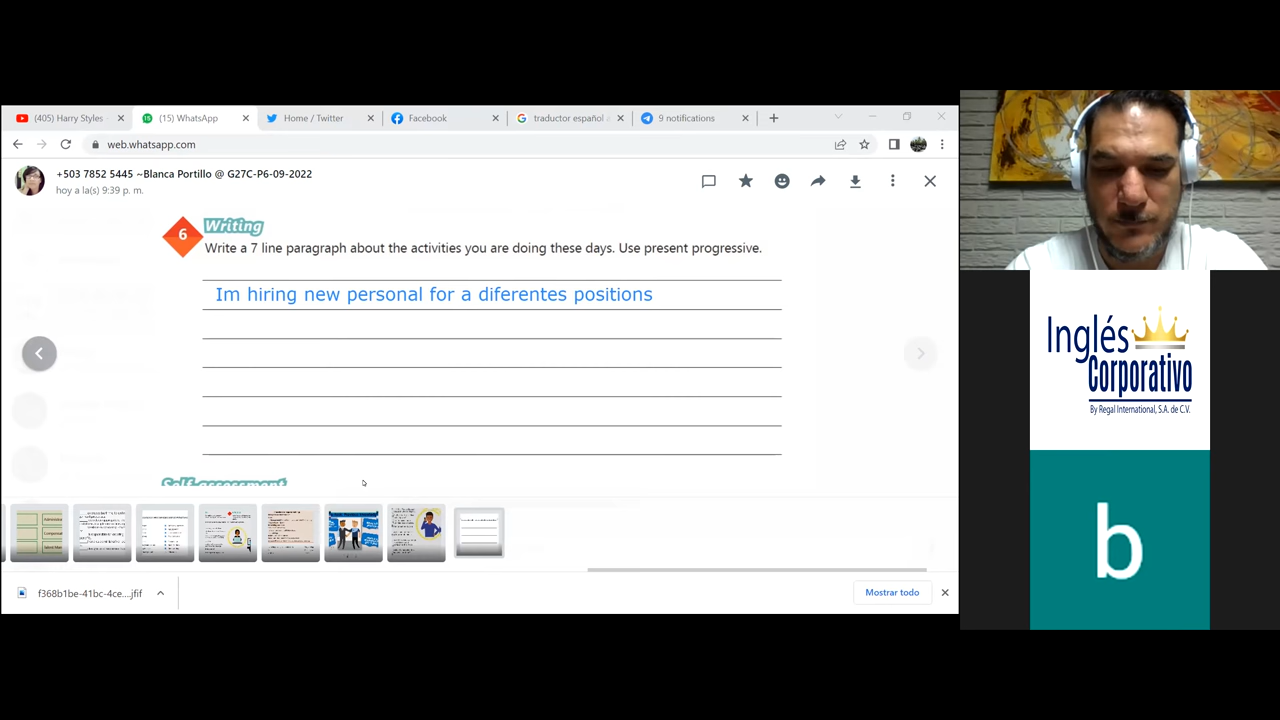 (405) Harry Styles
(15) WhatsApp
Home / Twitter
Facebook
traductor español a
9 notifications
web.whatsapp.com
+503 7852 5445 ~Blanca Portillo @ G27C-P6-09-2022
hoy a la(s) 9:39 p. m.
6
Writing
Write a 7 line paragraph about the activities you are doing these days. Use present progressive.
Im hiring new personal for a diferentes positions
Self-assessment
f368b1be-41bc-4ce....jfif
Mostrar todo
Inglés
Corporativo
By Regal International, S.A. de C.V.
b